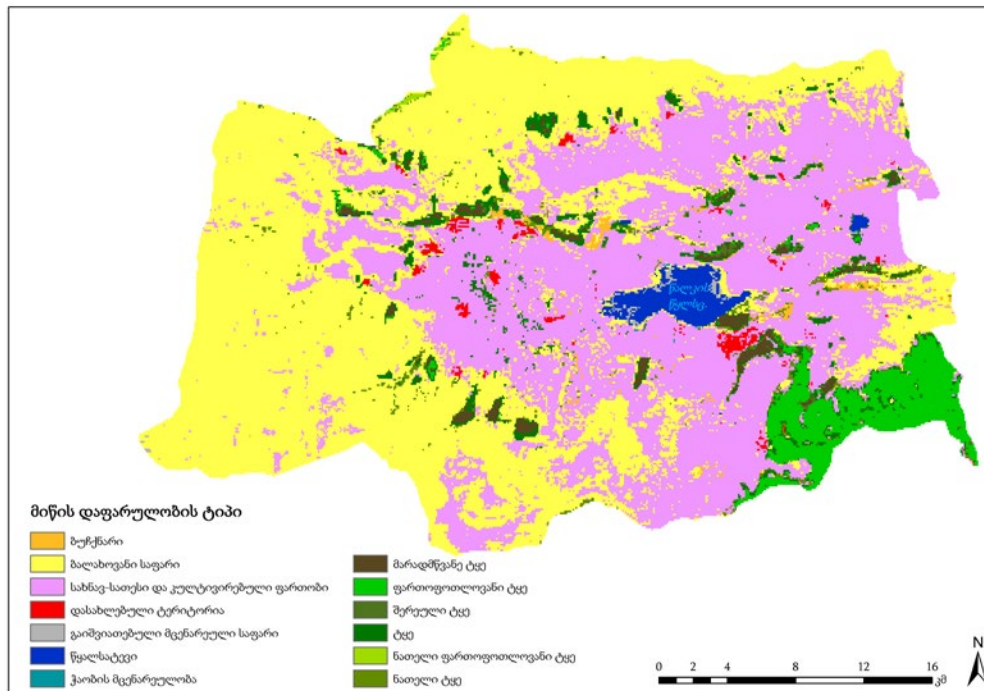 წალკის
წყალსც.
მიწის დაფარულობის ტიპი
ბუჩქნარი
ბალახოვანი საფარი
სახნავ-სათესი და კულტივირებული ფართობი
დასახლებული ტერიტორია
გაიშვიათებული მცენარეული საფარი
წყალსატევი
ჭაობის მცენარეულობა
მარადმწვანე ტყე
ფართოფოთლოვანი ტყე
შერეული ტყე
ტყე
ნათელი ფართოფოთლოვანი ტყე
ნათელი ტყე
0 2 4 8 12 16
კმ
N